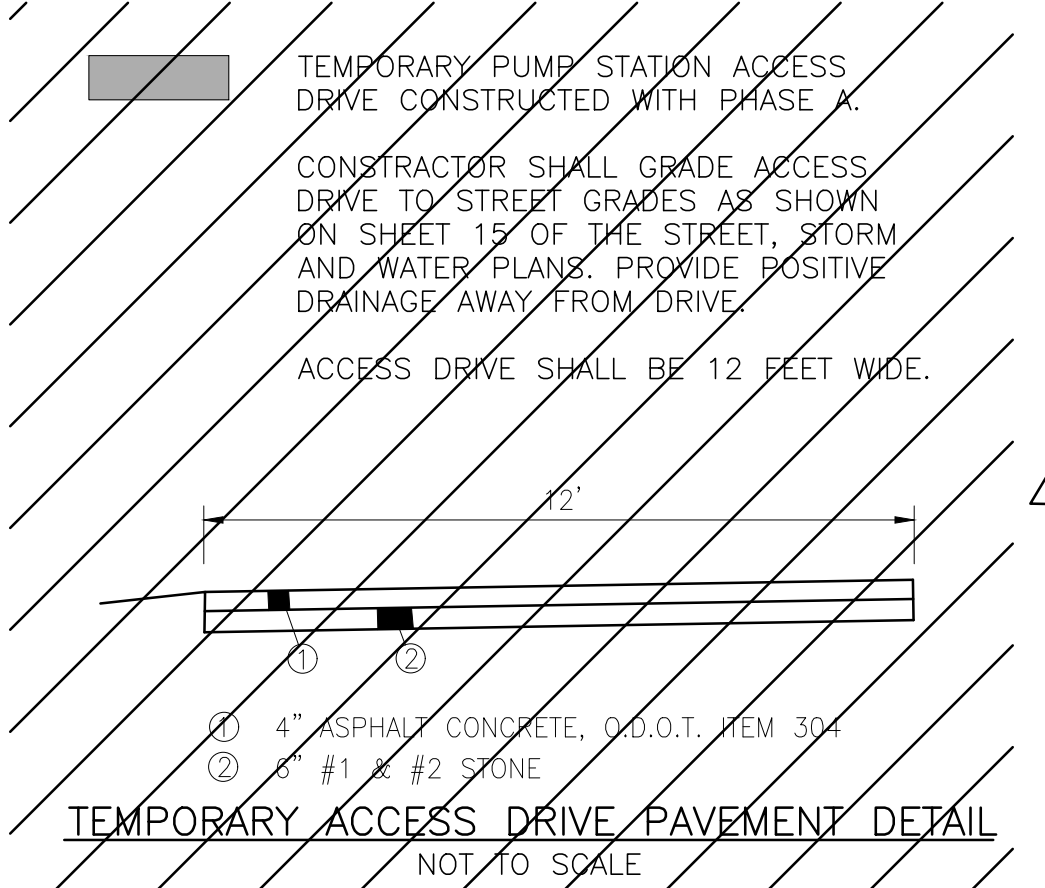 TEMPORARY PUMP STATION ACCESS
DRIVE CONSTRUCTED WITH PHASE A.
CONSTRACTOR SHALL GRADE ACCESS
DRIVE TO STREET GRADES AS SHOWN
ON SHEET 15 OF THE STREET, STORM
AND WATER PLANS. PROVIDE POSITIVE
DRAINAGE AWAY FROM DRIVE.
ACCESS DRIVE SHALL BE 12 FEET WIDE.
12'
1 2
1 4" ASPHALT CONCRETE, O.D.O.T. ITEM 304
2 6" #1 & #2 STONE
TEMPORARY ACCESS DRIVE PAVEMENT DETAIL
NOT TO SCALE